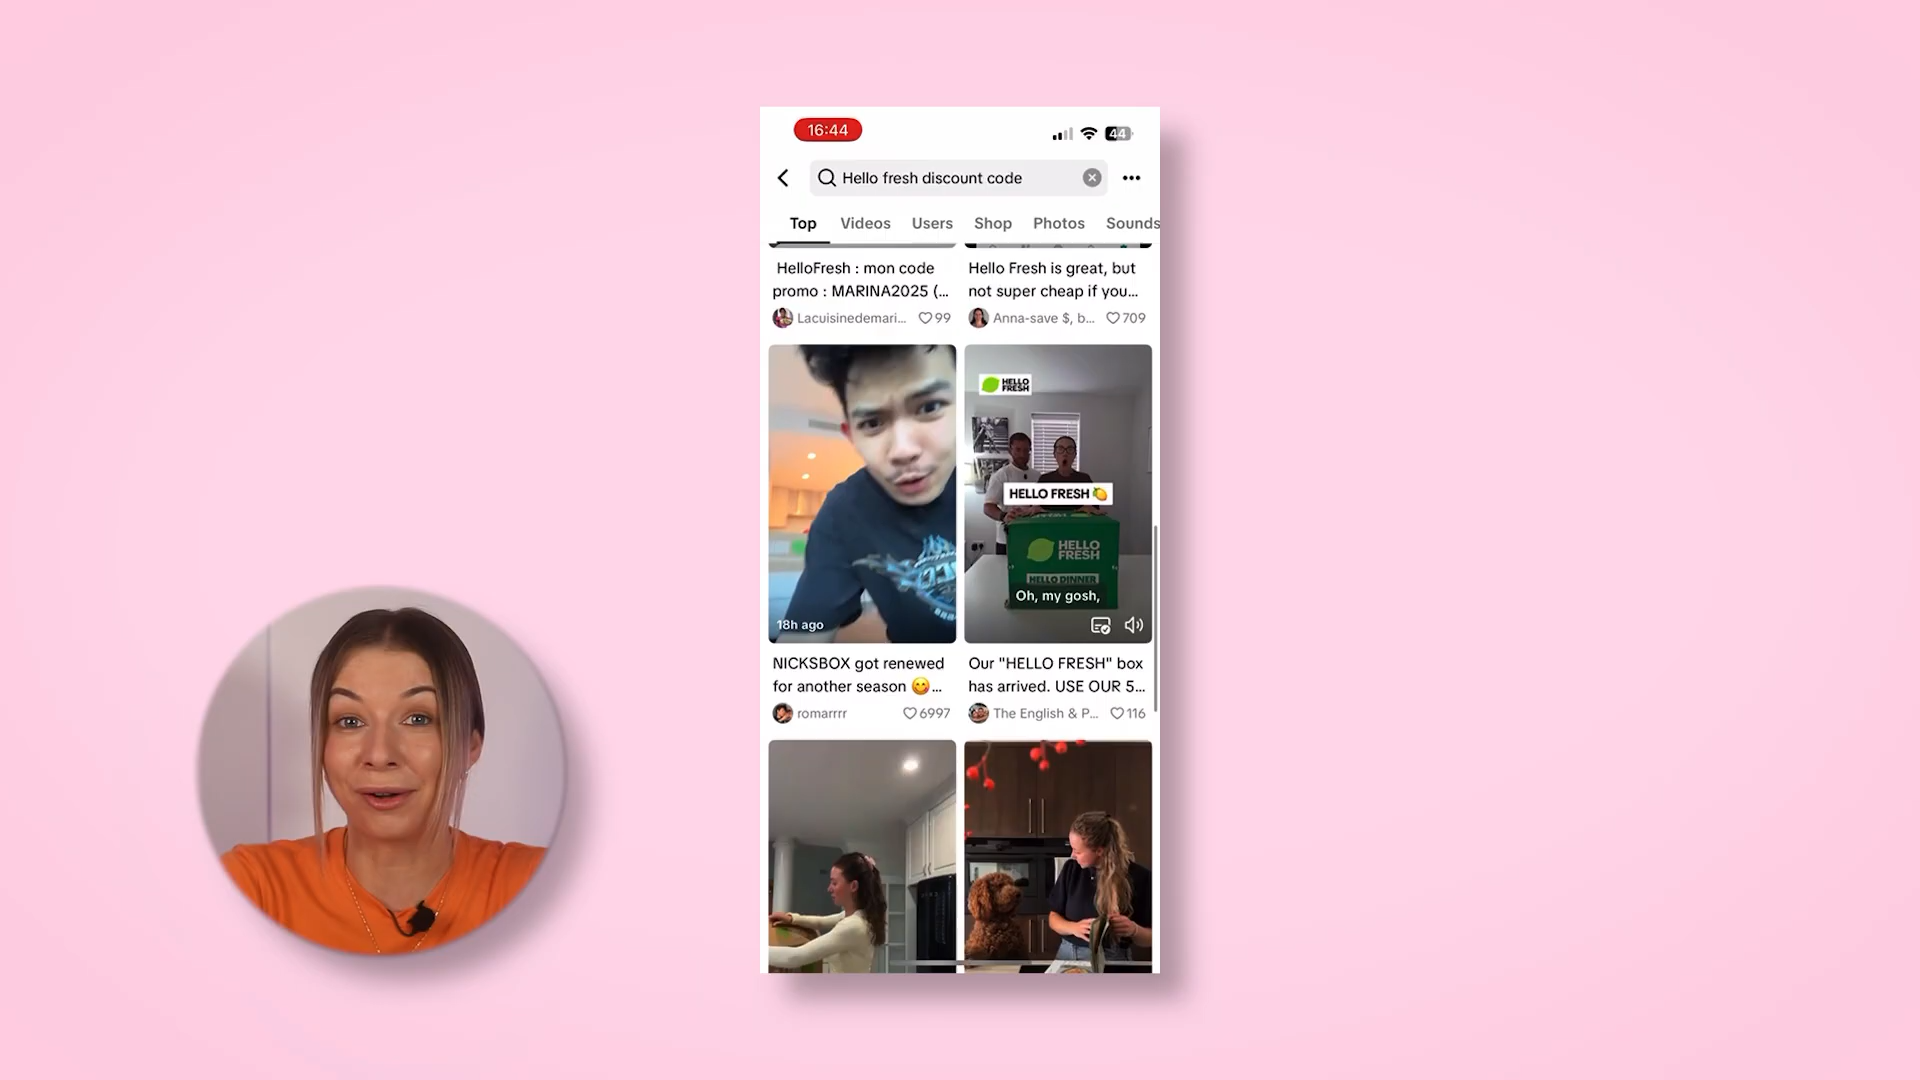 16:44
44
Hello fresh discount code
Top Videos Users Shop Photos Sounds
HelloFresh : mon code
promo : MARINA2025 (...
Lacuisinedemari... 99
Hello Fresh is great, but
not super cheap if you...
Anna-save $, b... 709
18h ago
NICKSBOX got renewed
for another season 😋...
romarrrr 6997
HELLO
FRESH
HELLO FRESH 🍋
HELLO
FRESH
HELLO DINNER
Oh, my gosh,
Our "HELLO FRESH" box
has arrived. USE OUR 5...
The English & P... 116